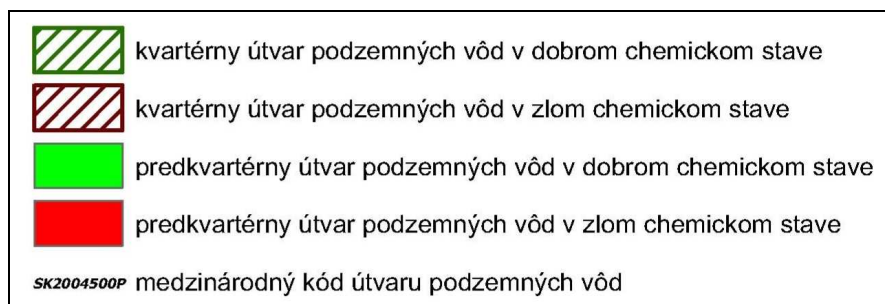 kvartérny útvar podzemných vôd v dobrom chemickom stave
kvartérny útvar podzemných vôd v zlom chemickom stave
predkvartérny útvar podzemných vôd v dobrom chemickom stave
predkvartérny útvar podzemných vôd v zlom chemickom stave
SK2004500P medzinárodný kód útvaru podzemných vôd